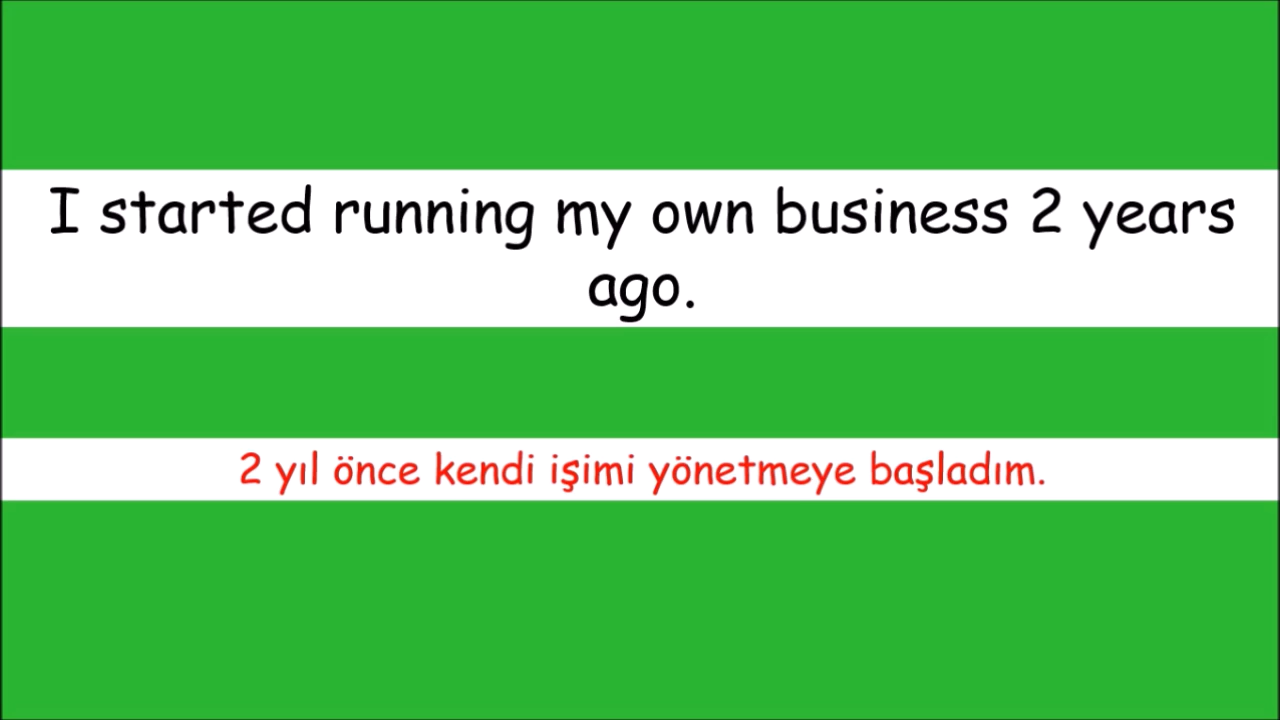 I started running my own business 2 years
ago.
2 yıl önce kendi işimi yönetmeye başladım.